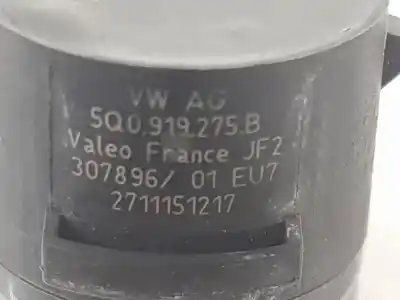 VW AG
5Q0.919.275.B
Valeo France JF2
307896/ 01 EU7
2711151217